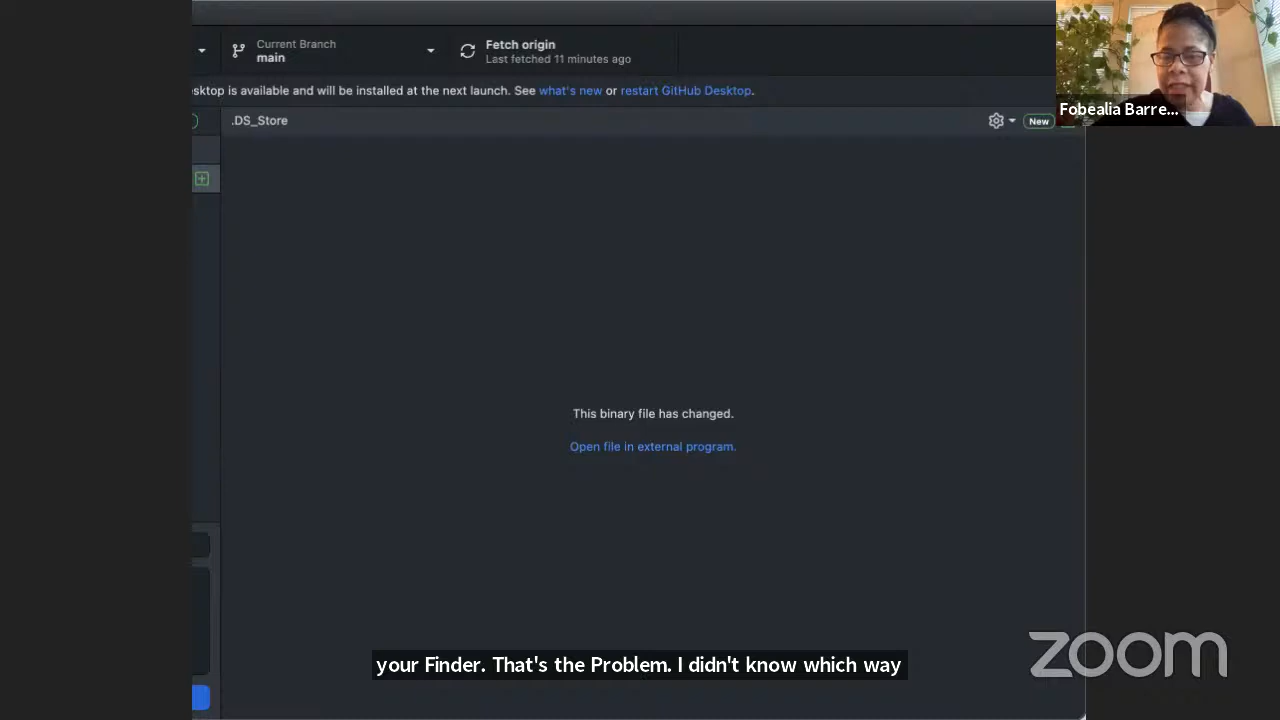 Current Branch
main
Fetch origin
Last fetched 11 minutes ago
sktop is available and will be installed at the next launch. See what's new or restart GitHub Desktop.
.DS_Store
New
Fobealia Barre...
This binary file has changed.
Open file in external program.
your Finder. That's the Problem. I didn't know which way
zoom